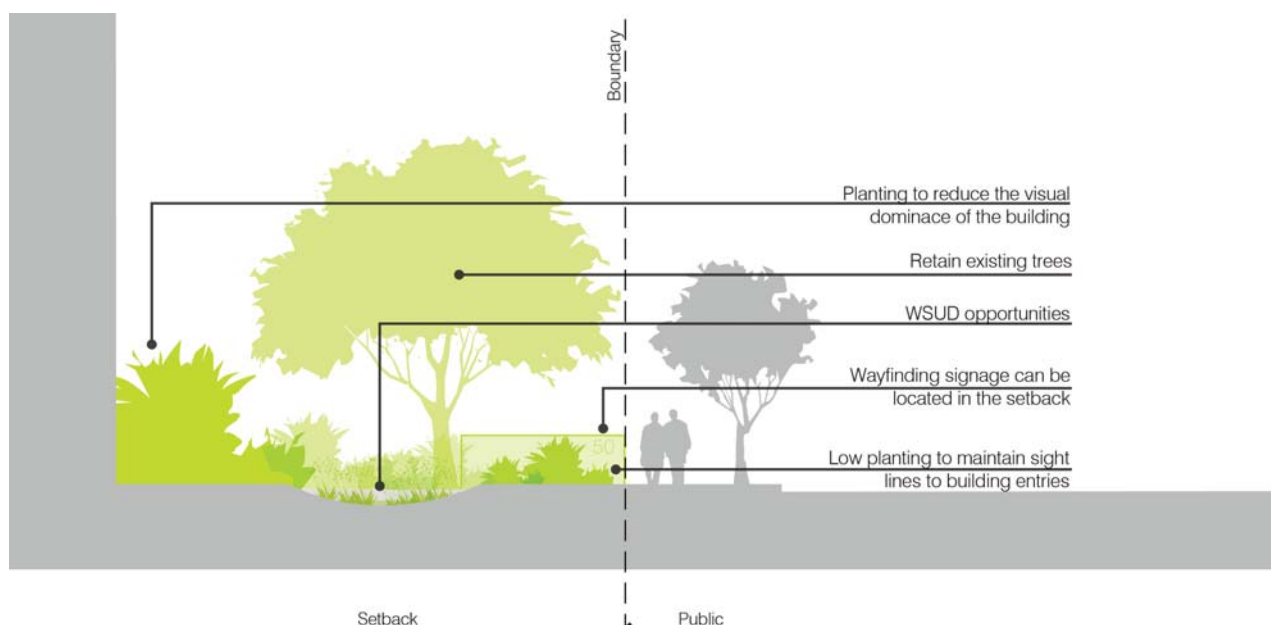 Boundary
Planting to reduce the visual
dominace of the building
Retain existing trees
WSUD opportunities
Wayfinding signage can be
located in the setback
50
Low planting to maintain sight
lines to building entries
Setback
Public